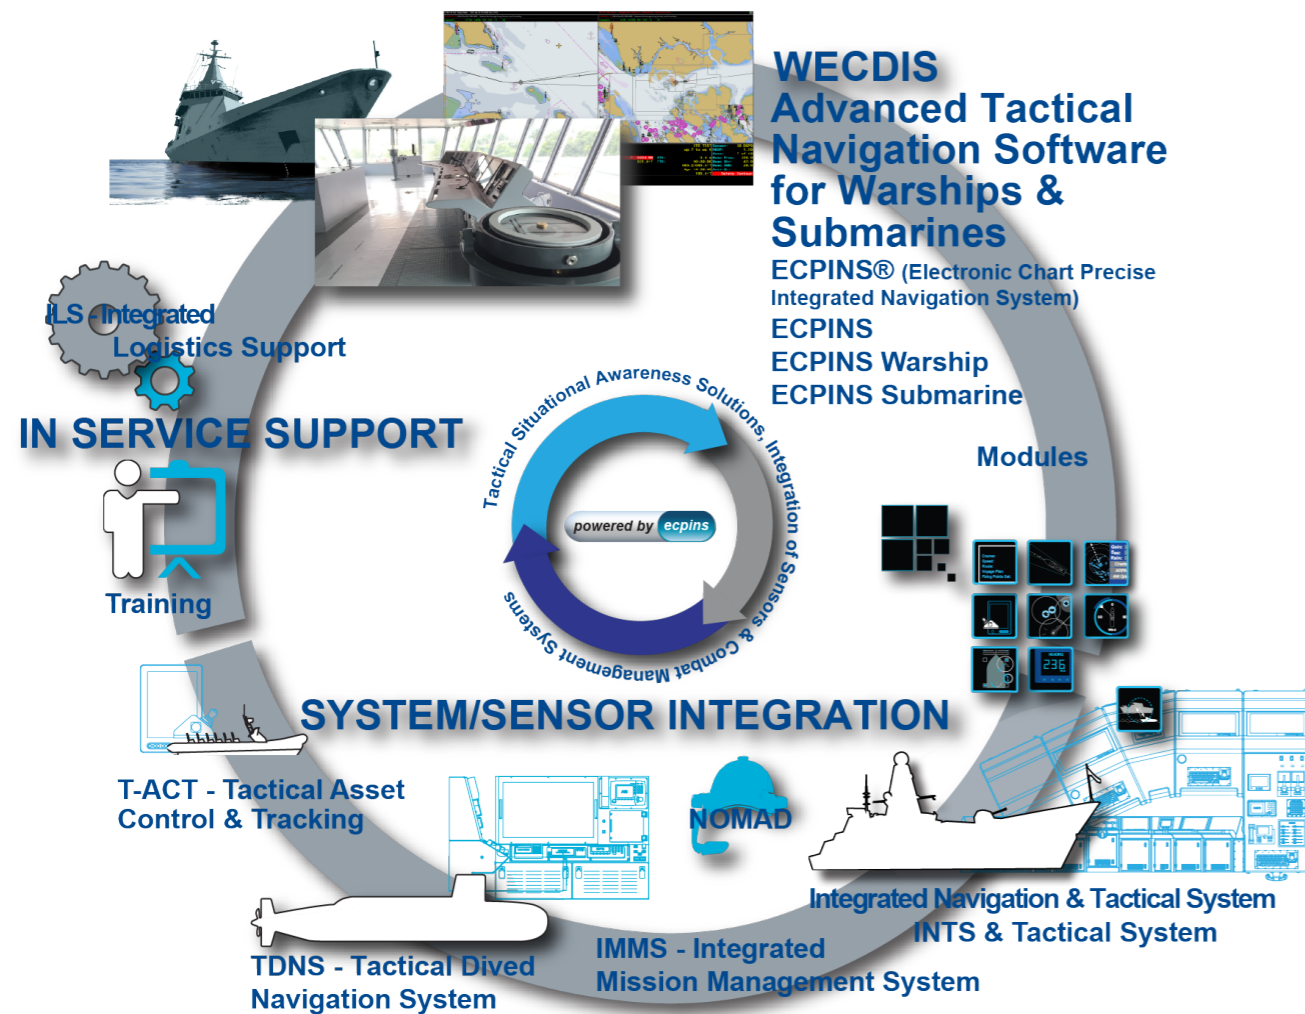 WECDIS
Advanced Tactical
Navigation Software
for Warships &
Submarines
ECPINS® (Electronic Chart Precise
Integrated Navigation System)
ECPINS
ECPINS Warship
ECPINS Submarine
Modules
ILS - Integrated
Logistics Support
IN SERVICE SUPPORT
Training
Tactical Situational Awareness Solutions, Integration of Sensors & Combat Management Systems
powered by ecpins
236
SYSTEM/SENSOR INTEGRATION
T-ACT - Tactical Asset
Control & Tracking
NOMAD
Integrated Navigation & Tactical System
INTS & Tactical System
TDNS - Tactical Dived
Navigation System
IMMS - Integrated
Mission Management System